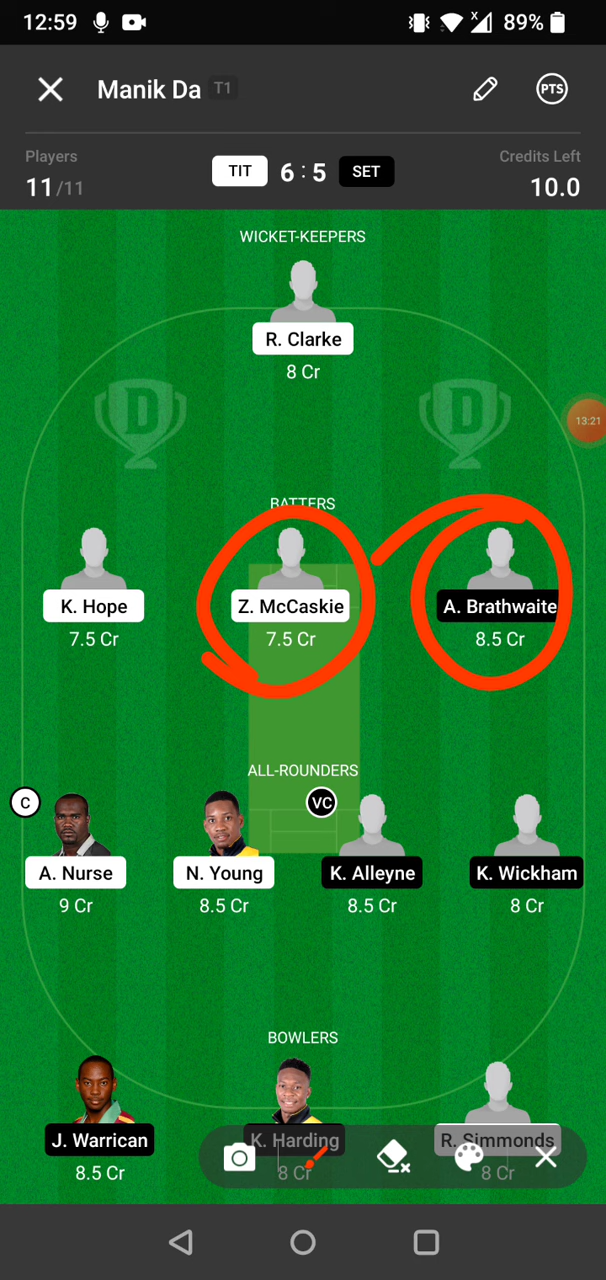 12:59 89%
Manik Da T1 PTS
Players Credits Left
11/11 TIT 6 : 5 SET 10.0
WICKET-KEEPERS
R. Clarke
8 Cr
D D
13:21
BATTERS
K. Hope Z. McCaskie A. Brathwaite
7.5 Cr 7.5 Cr 8.5 Cr
ALL-ROUNDERS
C VC
A. Nurse N. Young K. Alleyne K. Wickham
9 Cr 8.5 Cr 8.5 Cr 8 Cr
BOWLERS
J. Warrican K. Harding R. Simmonds
8.5 Cr 8 Cr 8 Cr